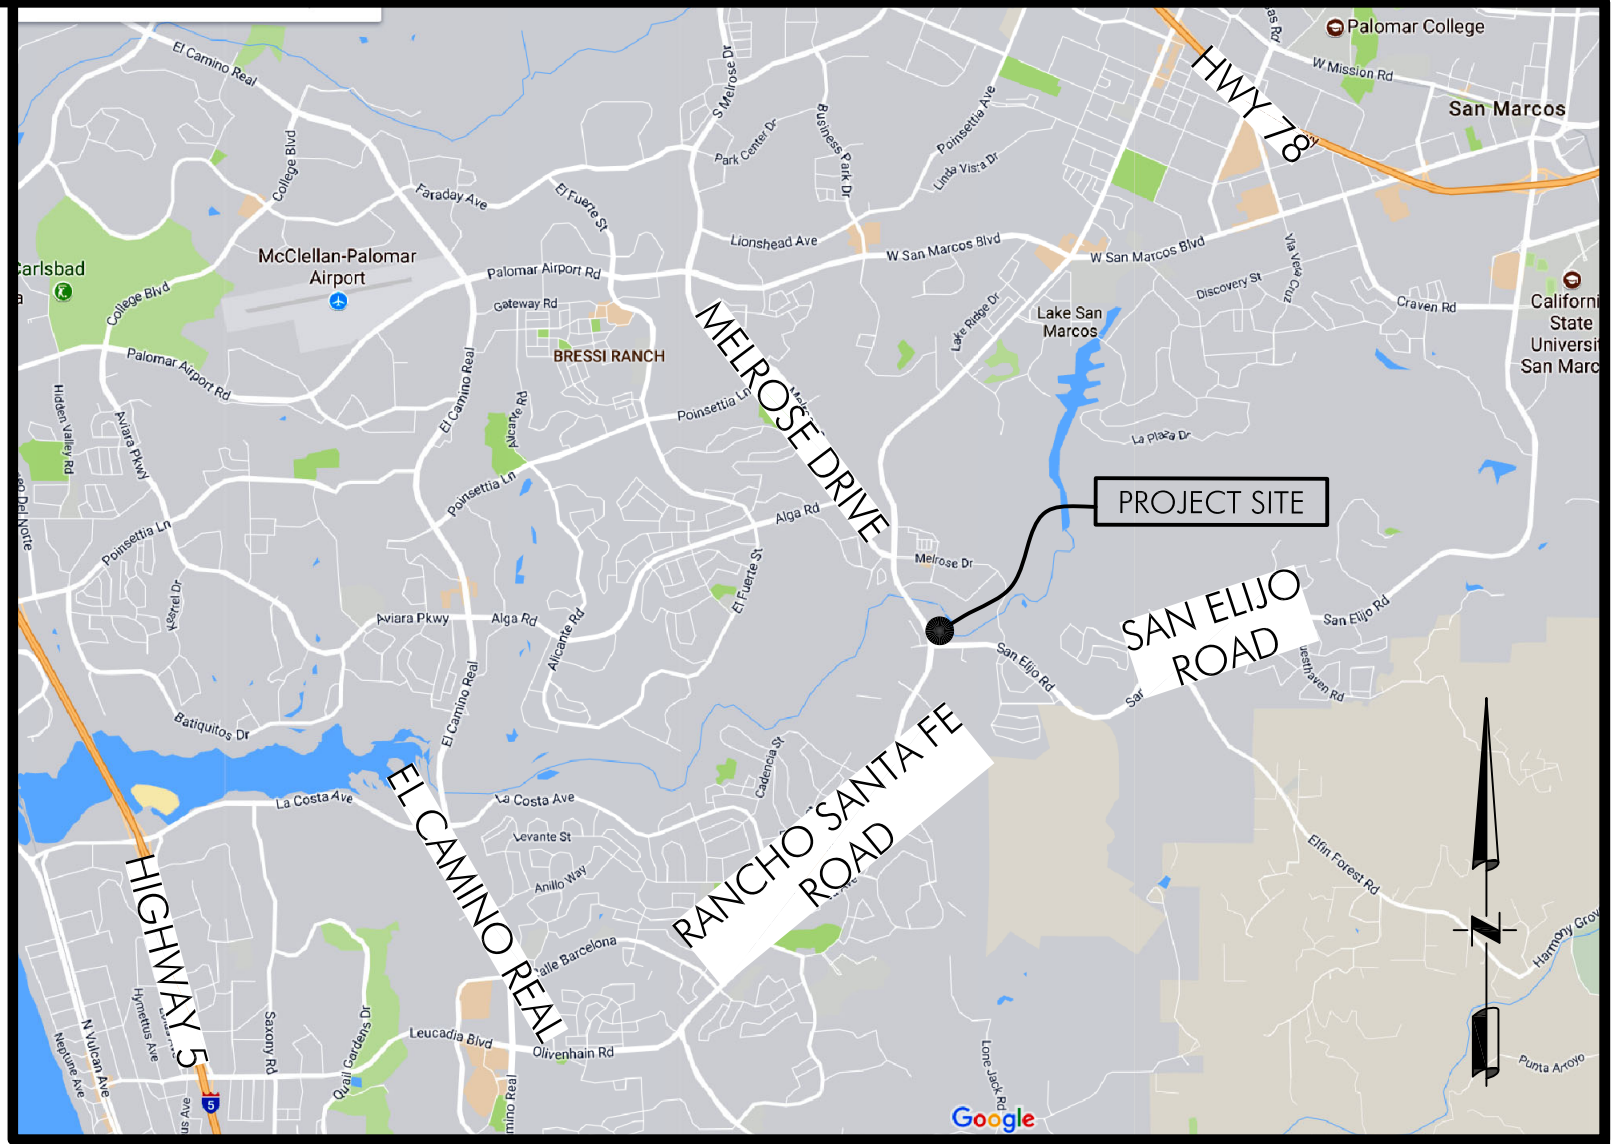 El Camino Real
S Melrose Dr
Palomar College
W Mission Rd
HWY 78
San Marcos
College Blvd
Park Center Dr
Business Park Dr
Poinsettia Ave
Linda Vista Dr
Faraday Ave
El Fuerte St
McClellan-Palomar
Airport
Lionshead Ave
W San Marcos Blvd
W San Marcos Blvd
Via Vera Cruz
Discovery St
Craven Rd
Palomar Airport Rd
Gateway Rd
College Blvd
Lake Ridge Dr
Lake San
Marcos
State
BRESSI RANCH
Palomar Airport Rd
MELROSE DRIVE
El Camino Real
Hidden Valley Rd
Aviara Pkwy
Alicante Rd
Poinsettia Ln
La Plaza Dr
PROJECT SITE
Poinsettia Ln
Poinsettia Ln
Alga Rd
Melrose Dr
El Fuerte St
Kestrel Dr
Aviara Pkwy
Alga Rd
Alicante Rd
SAN ELIJO
ROAD
San Elijo Rd
San Elijo Rd
El Camino Real
Batiquitos Dr
La Costa Ave
La Costa Ave
Cadencia St
RANCHO SANTA FE
ROAD
EL CAMINO REAL
Levante St
Anillo Way
Elfin Forest Rd
HIGHWAY 5
Calle Barcelona
N
Neptune Ave
N Vulcan Ave
Hymettus Ave
Saxony Rd
Quail Gardens Dr
Leucadia Blvd
Olivenhain Rd
Lone Jack Rd
Punta Arroyo
5
Google